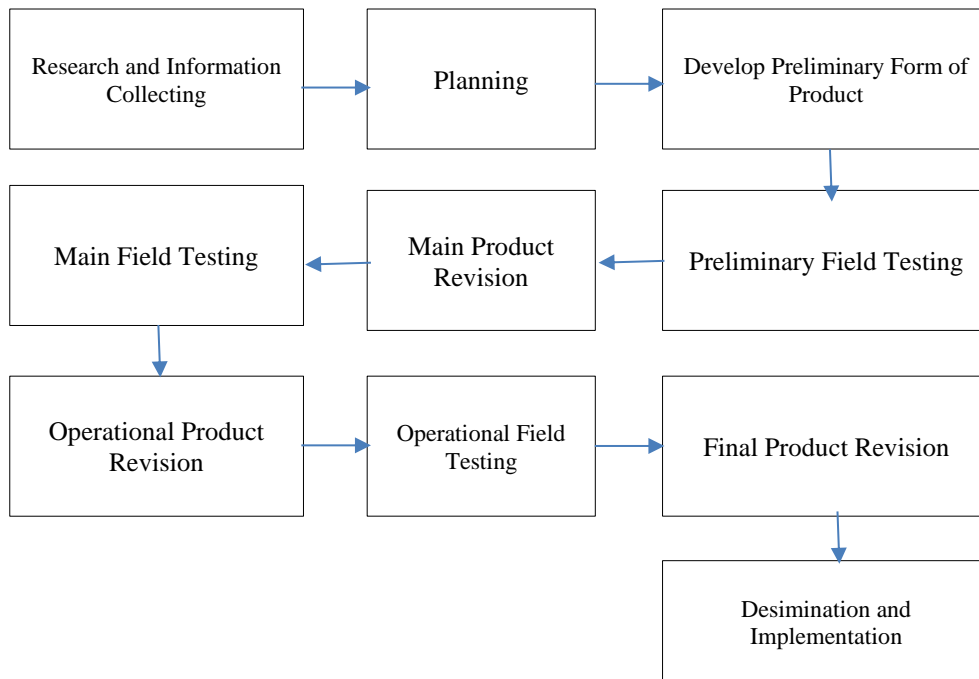 Research and Information
Collecting
Planning
Develop Preliminary Form of
Product
Preliminary Field Testing
Main Product
Revision
Main Field Testing
Operational Product
Revision
Operational Field
Testing
Final Product Revision
Desimination and
Implementation